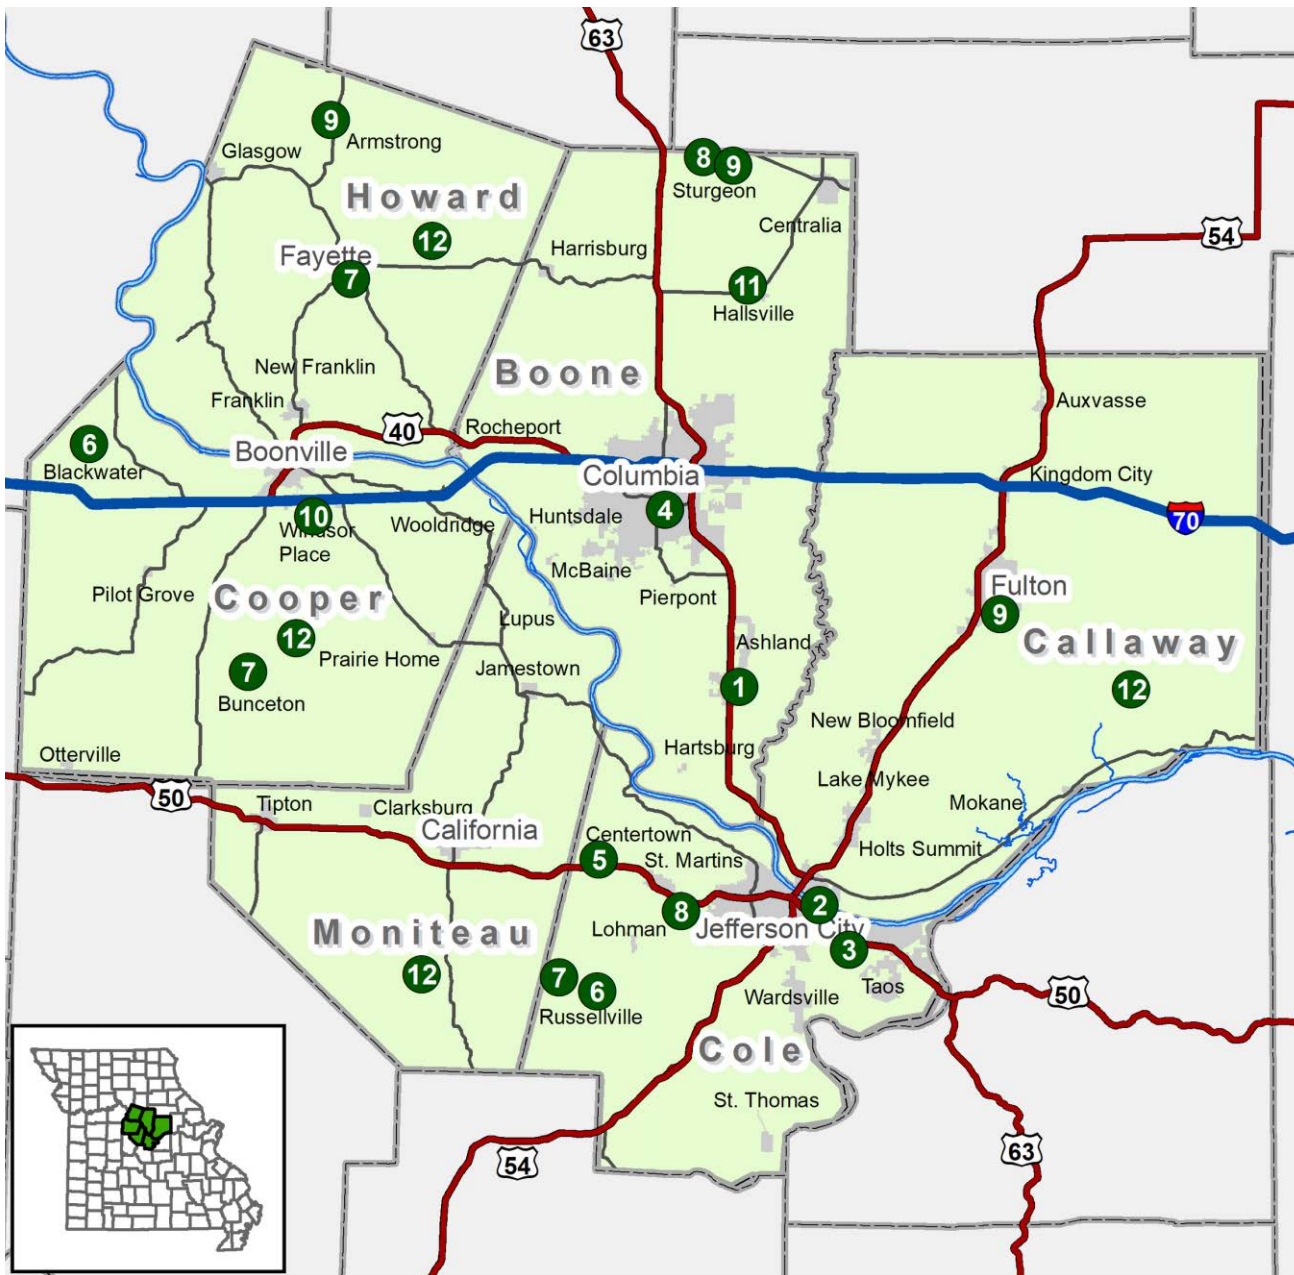 63
9
Armstrong
Glasgow
8
9
Sturgeon
Howard
Centralia
54
12
Harrisburg
Fayette
7
11
Hallsville
New Franklin
Boone
Franklin
Auxvasse
40
Rocheport
6
Blackwater
Boonville
Columbia
Kingdom City
4
10
Windsor
Place
Wooldridge
Huntsdale
70
McBaine
Pilot Grove
Cooper
Pierpont
Fulton
9
Lupus
12
Prairie Home
Ashland
Callaway
7
Bunceton
Jamestown
1
12
New Bloomfield
Otterville
Hartsburg
Lake Mykee
50
Tipton
Clarksburg
Mokane
California
Centertown
5
St. Martins
Holts Summit
8
2
Lohman
Jefferson City
Moniteau
3
12
7
6
Taos
50
Russellville
Wardsville
Cole
St. Thomas
54
63